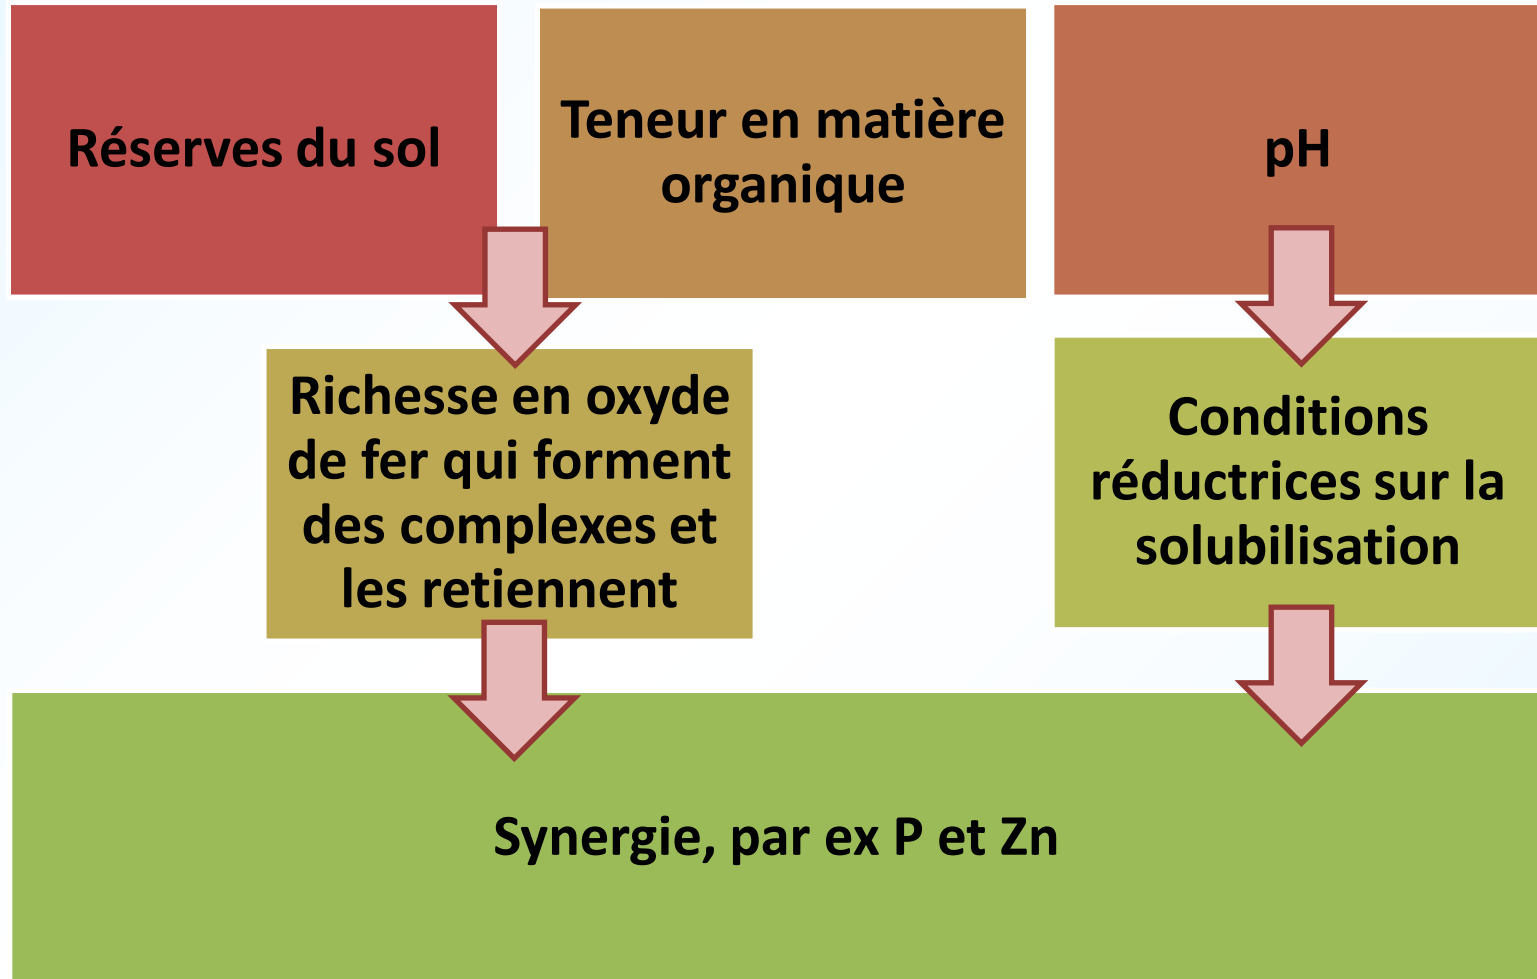 Réserves du sol
Teneur en matière
organique
pH
Richesse en oxyde
de fer qui forment
des complexes et
les retiennent
Conditions
réductrices sur la
solubilisation
Synergie, par ex P et Zn